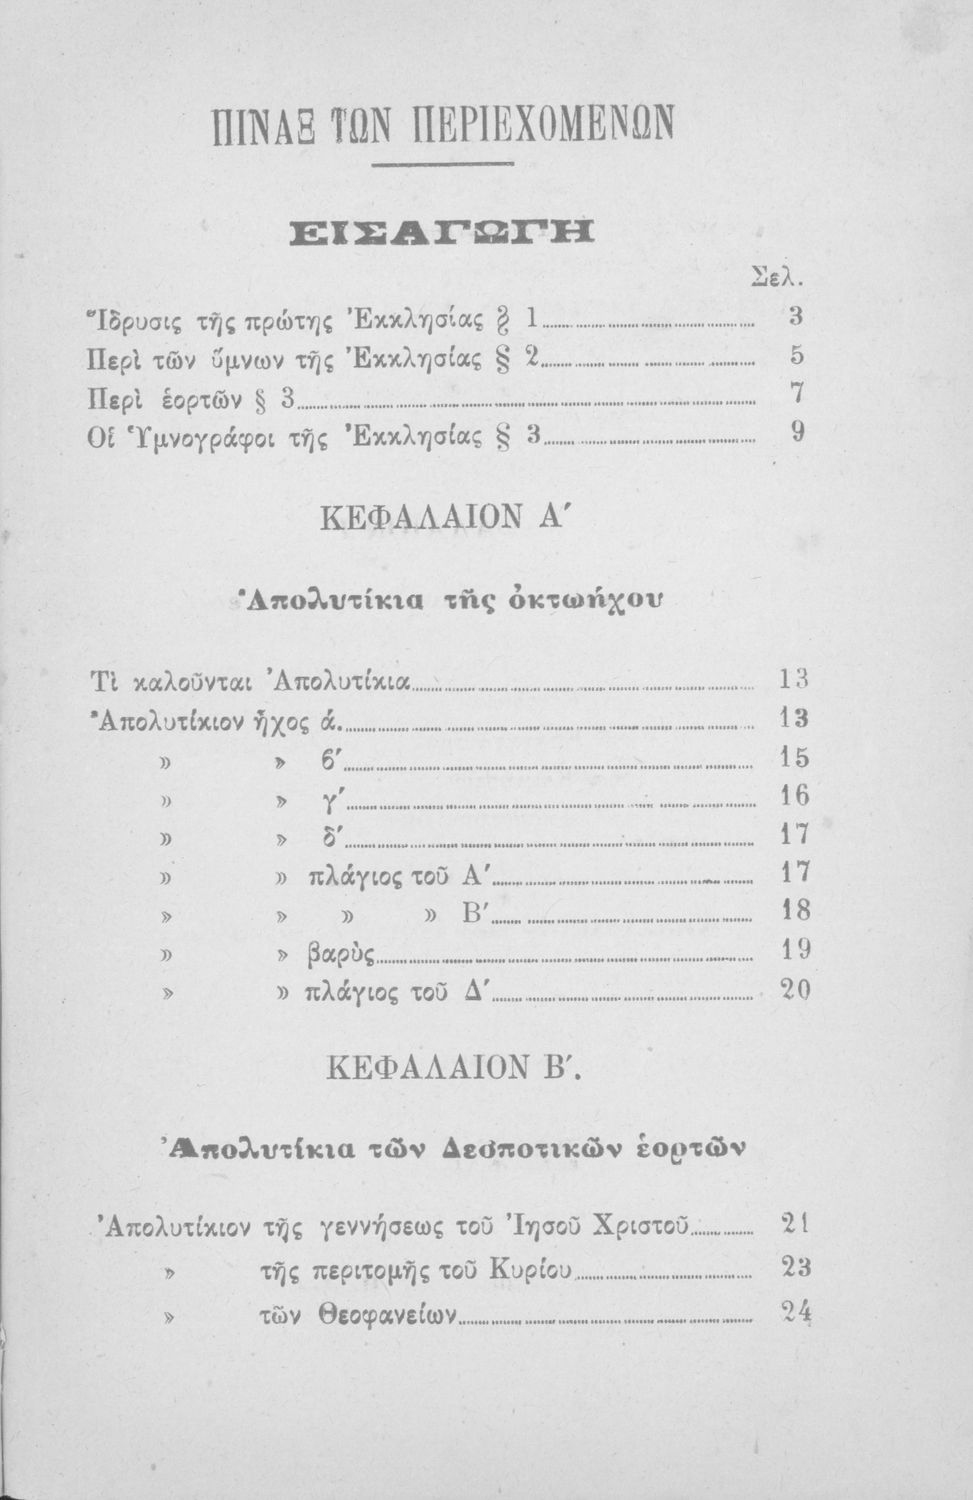 ΠΙΝΑΞ ΤΩΝ ΠΕΡΙΕΧΟΜΕΝΩΝ
ΕΙΣΑΓΩΓΗ
Σελ.
Ἵδρυσις τῆς πρώτης Ἐκκλησίας § 1 3
Περὶ τῶν ὕμνων τῆς Ἐκκλησίας § 2 5
Περὶ ἑορτῶν § 3 7
Οἱ Ὑμνογράφοι τῆς Ἐκκλησίας § 3 9
ΚΕΦΑΛΑΙΟΝ Α΄
Ἀπολυτίκια τῆς ὀκτωήχου
Τὶ καλοῦνται Ἀπολυτίκια 13
Ἀπολυτίκιον ἦχος ά. 13
» » ϐ΄ 15
» » γ΄ 16
» » δ΄ 17
» » πλάγιος τοῦ Α΄ 17
» » » » Β΄ 18
» » βαρὺς 19
» » πλάγιος τοῦ Δ΄ 20
ΚΕΦΑΛΑΙΟΝ Β΄.
Ἀπολυτίκια τῶν Δεσποτικῶν ἑορτῶν
Ἀπολυτίκιον τῆς γεννήσεως τοῦ Ἰησοῦ Χριστοῦ 21
» τῆς περιτομῆς τοῦ Κυρίου 23
» τῶν Θεοφανείων 24